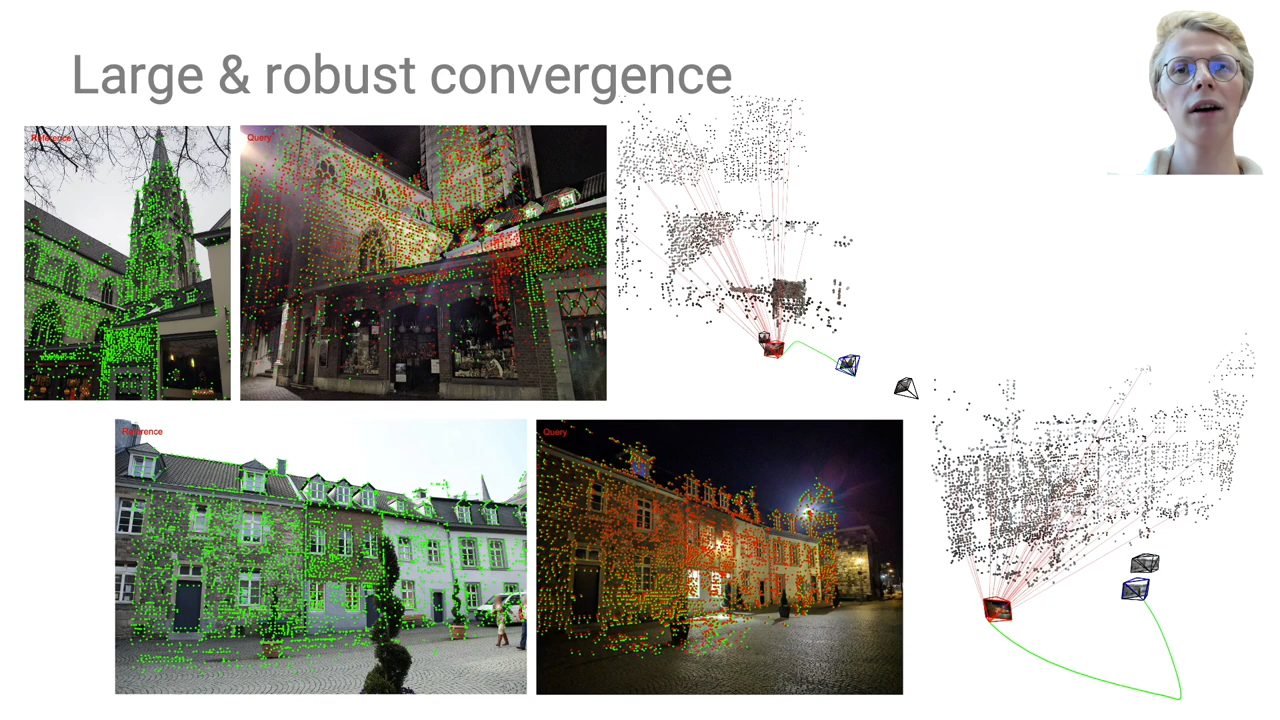 Large & robust convergence
Reference
Query
Reference
Query